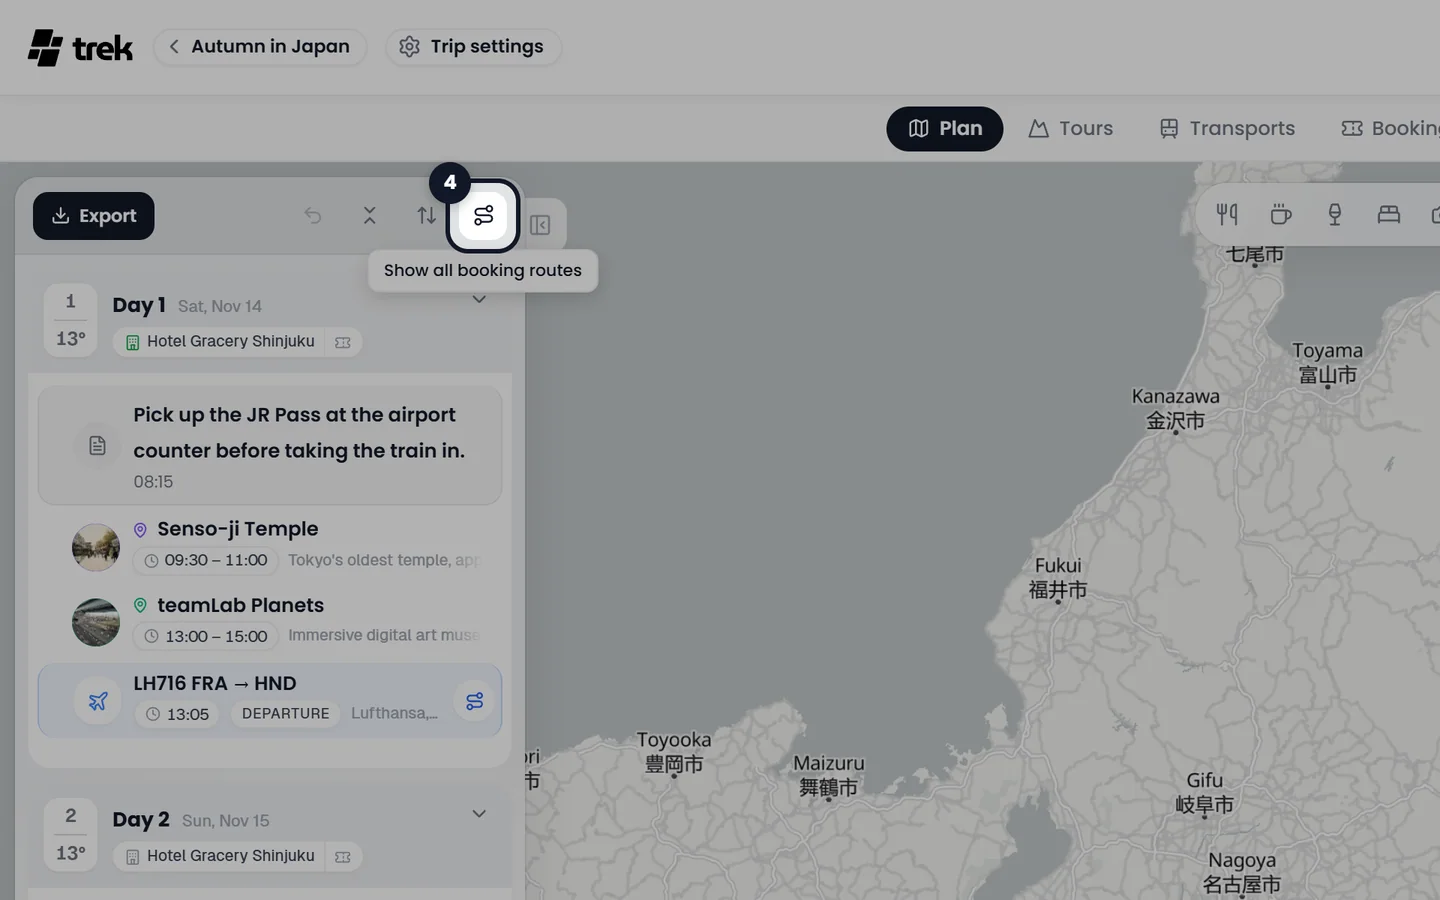 trek
Autumn in Japan
Trip settings
Plan
Tours
Transports
4
Export
Show all booking routes
七尾市
1
13°
Day 1 Sat, Nov 14
Hotel Gracery Shinjuku
Toyama
富山市
Kanazawa
金沢市
Pick up the JR Pass at the airport
counter before taking the train in.
08:15
Senso-ji Temple
09:30 – 11:00 Tokyo's oldest temple,
Fukui
福井市
teamLab Planets
13:00 – 15:00 Immersive digital art
LH716 FRA → HND
13:05 DEPARTURE Lufthansa,…
Toyooka
豊岡市
Maizuru
舞鶴市
Gifu
岐阜市
2
13°
Day 2 Sun, Nov 15
Hotel Gracery Shinjuku
Nagoya
名古屋市